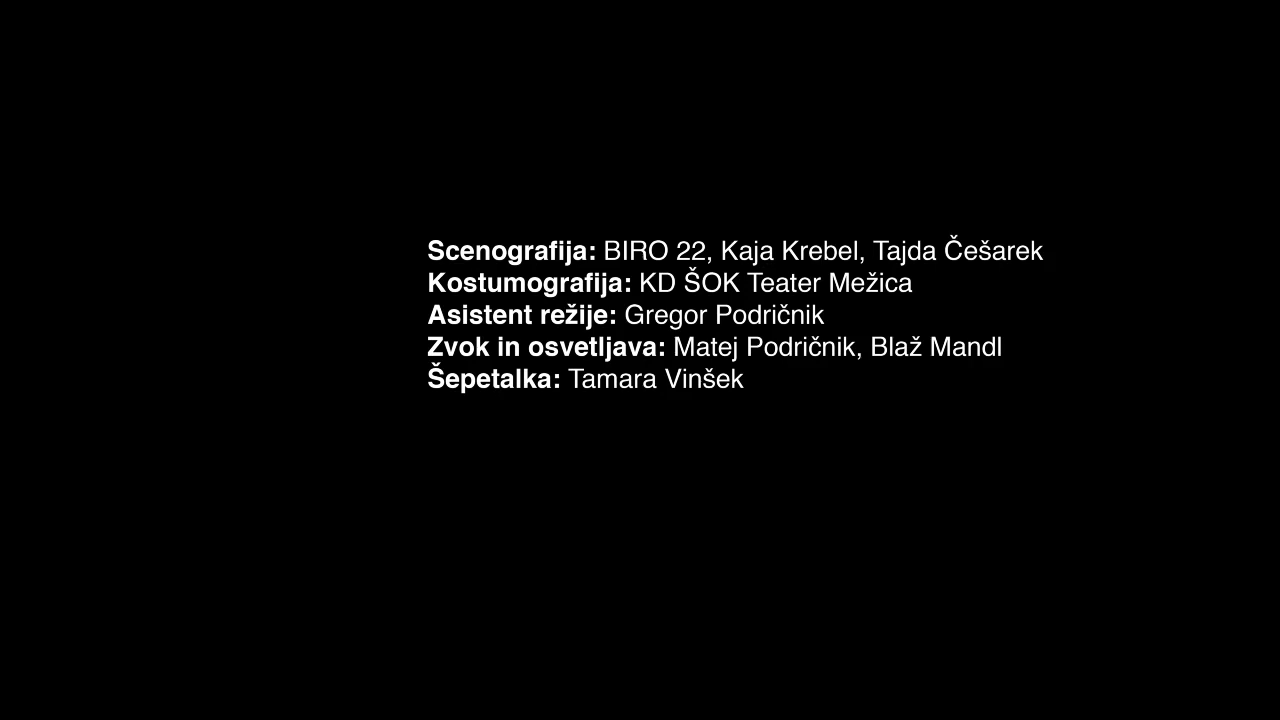 Scenografija: BIRO 22, Kaja Krebel, Tajda Češarek
Kostumografija: KD ŠOK Teater Mežica
Asistent režije: Gregor Podričnik
Zvok in osvetljava: Matej Podričnik, Blaž Mandl
Šepetalka: Tamara Vinšek